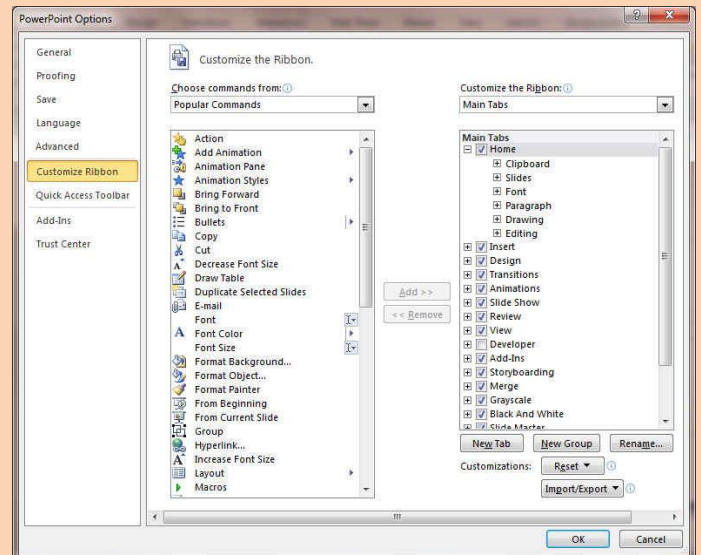 PowerPoint Options
General
Proofing
Save
Language
Advanced
Customize Ribbon
Quick Access Toolbar
Add-Ins
Trust Center
Customize the Ribbon.
Choose commands from:
Popular Commands
Action
Add Animation
Animation Pane
Animation Styles
Bring Forward
Bring to Front
Bullets
Copy
Cut
Decrease Font Size
Draw Table
Duplicate Selected Slides
E-mail
Font
Font Color
Font Size
Format Background...
Format Object...
Format Painter
From Beginning
From Current Slide
Group
Hyperlink...
Increase Font Size
Layout
Macros
Add >>
<< Remove
Customize the Ribbon:
Main Tabs
Main Tabs
Home
Clipboard
Slides
Font
Paragraph
Drawing
Editing
Insert
Design
Transitions
Animations
Slide Show
Review
View
Developer
Add-Ins
Storyboarding
Merge
Grayscale
Black And White
Slide Master
New Tab
New Group
Rename...
Customizations:
Reset
Import/Export
OK
Cancel